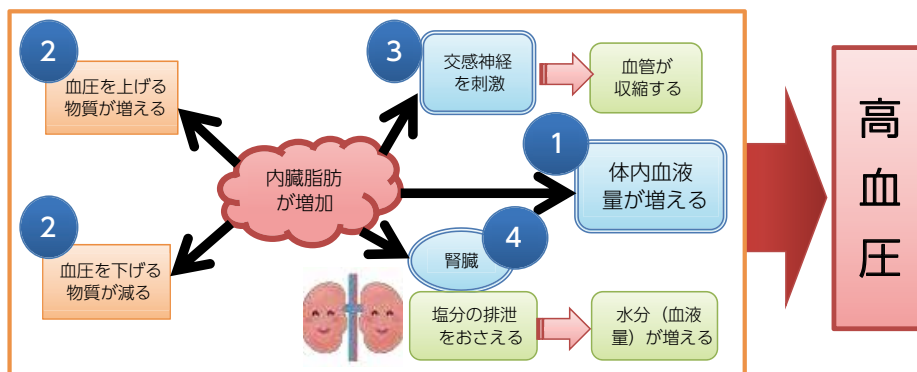 2
血圧を上げる
物質が増える
3
交感神経
を刺激
血管が
収縮する
1
体内血液
量が増える
内臓脂肪
が増加
2
血圧を下げる
物質が減る
4
腎臓
塩分の排泄
をおさえる
水分（血液
量）が増える
高
血
圧